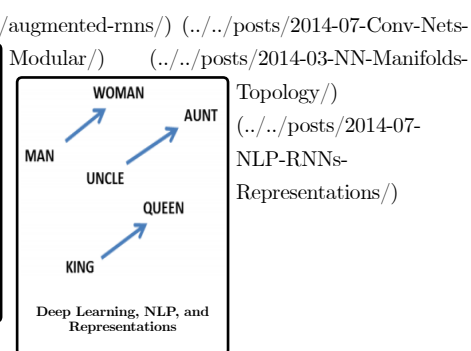 /augmented-rnns/) (../../posts/2014-07-Conv-Nets-
Modular/) (../../posts/2014-03-NN-Manifolds-
Topology/)
(../../posts/2014-07-
NLP-RNNs-
Representations/)
WOMAN
AUNT
MAN
UNCLE
QUEEN
KING
Deep Learning, NLP, and
Representations